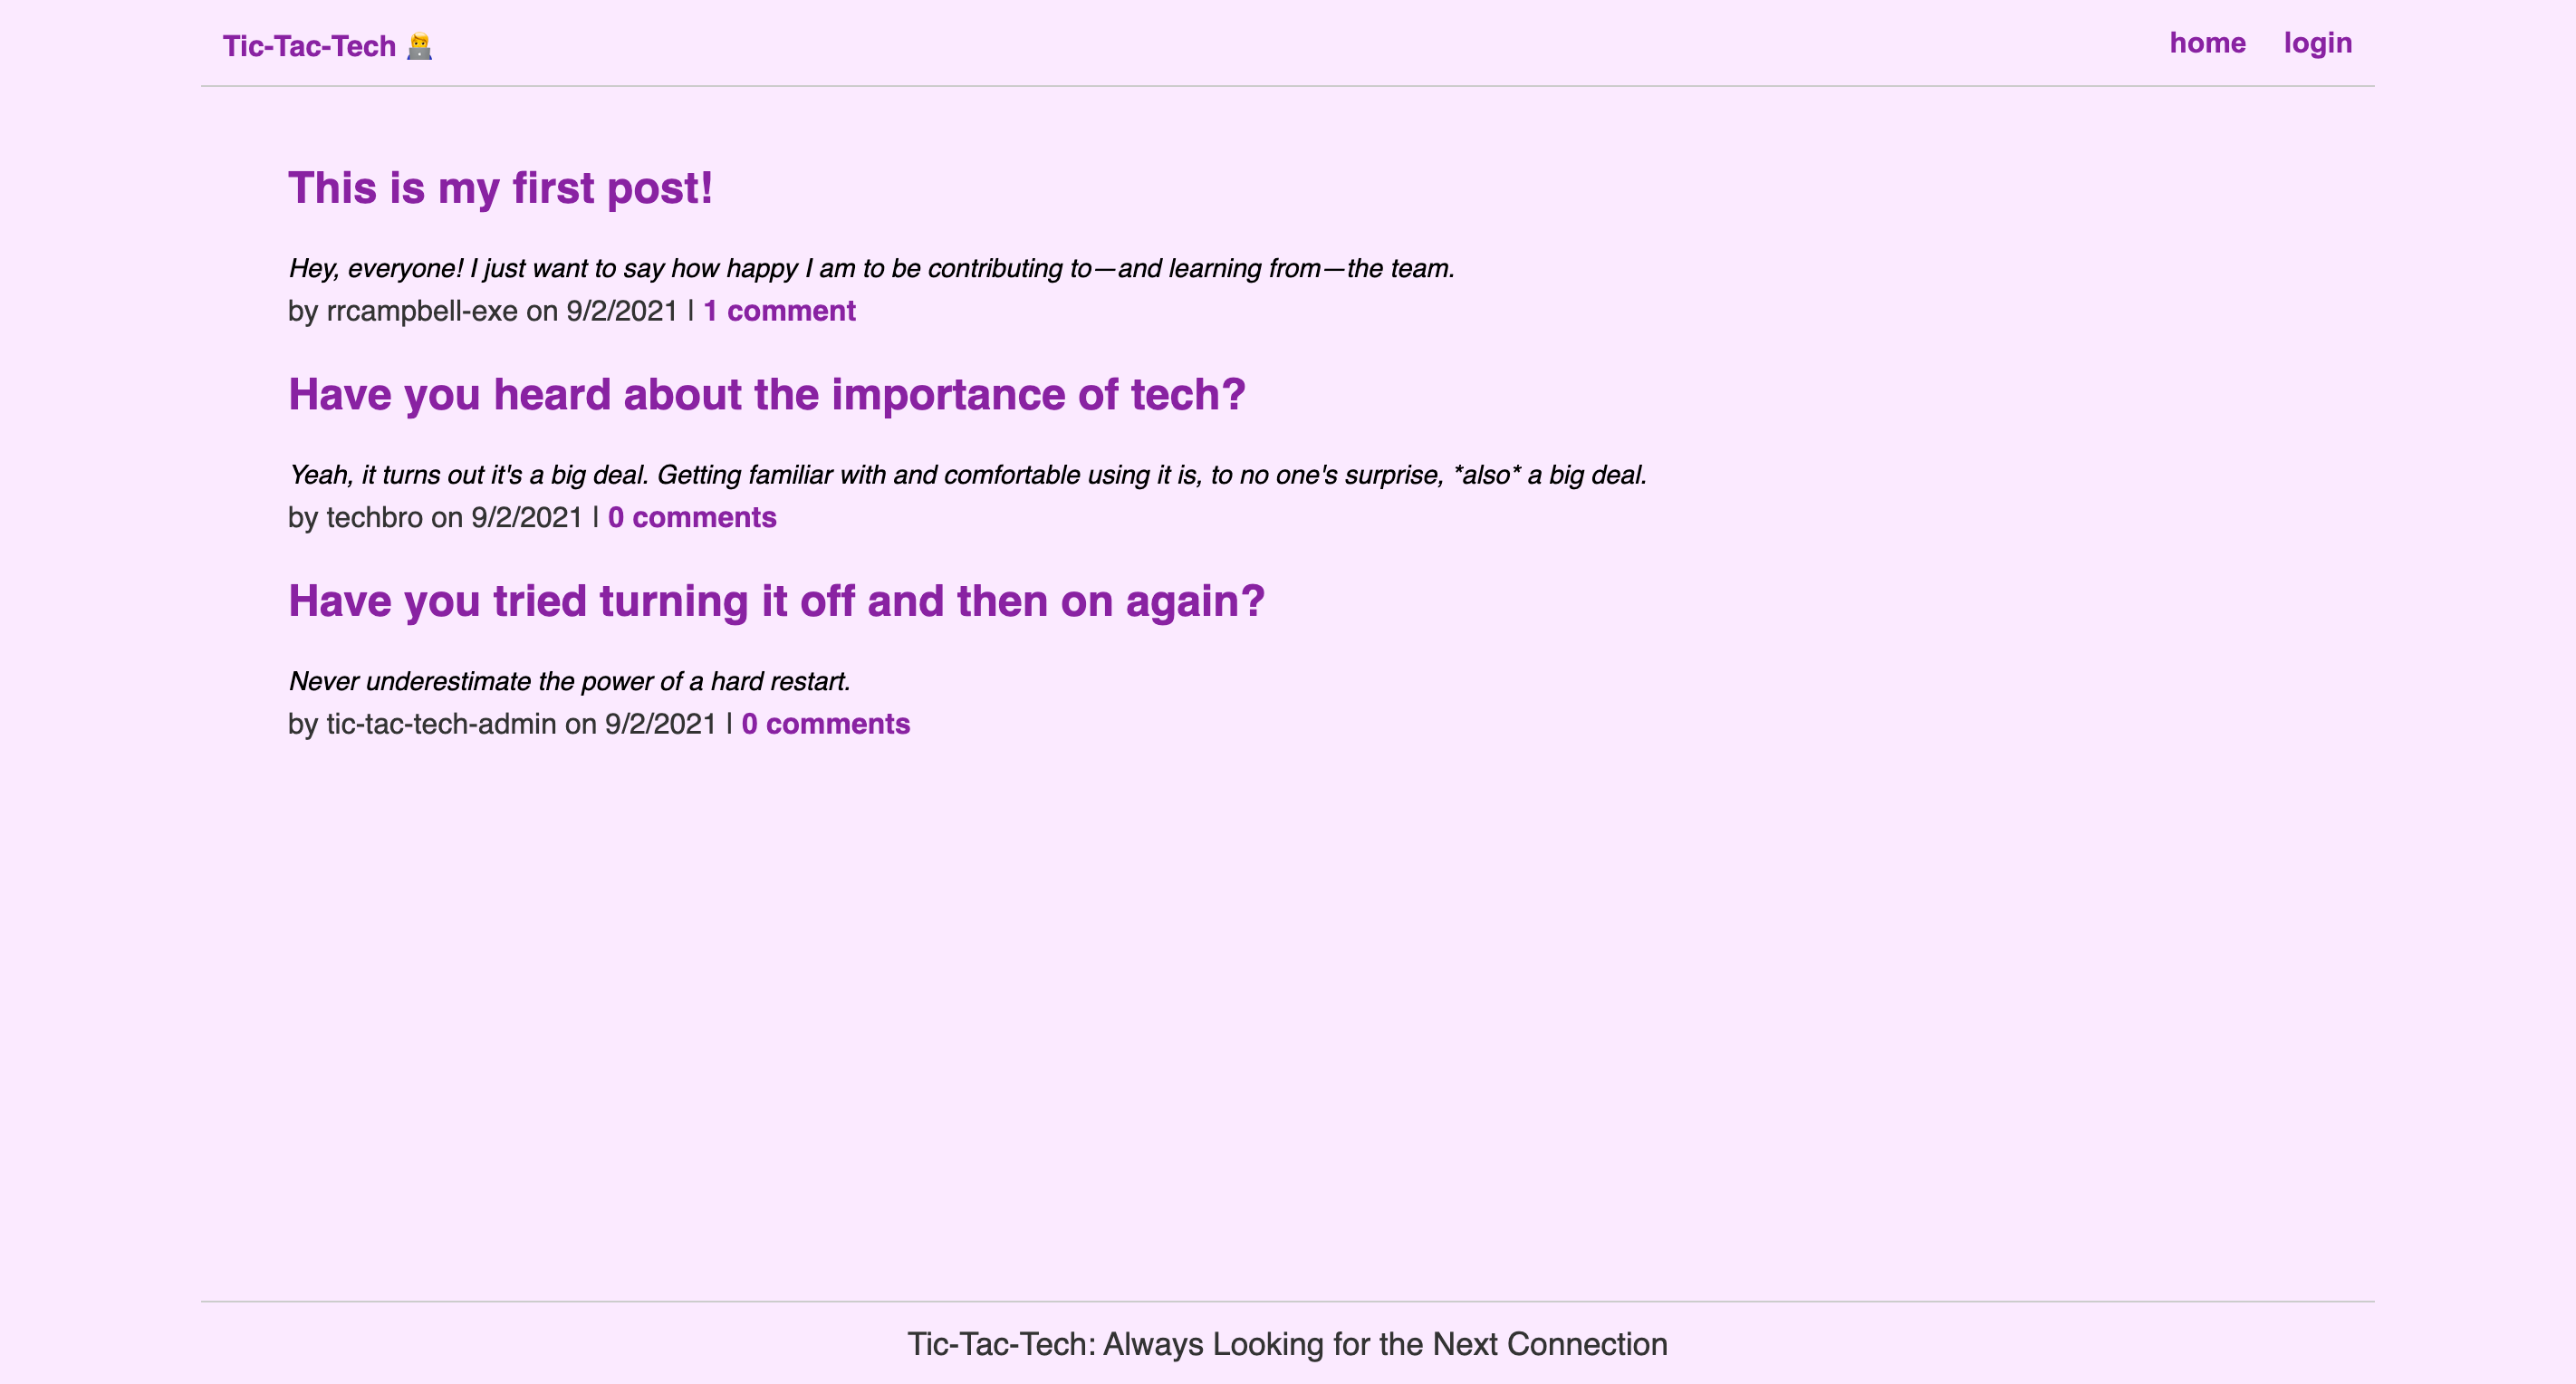 Tic-Tac-Tech 🧑‍💻
home login
This is my first post!
Hey, everyone! I just want to say how happy I am to be contributing to—and learning from—the team.
by rrcampbell-exe on 9/2/2021 | 1 comment
Have you heard about the importance of tech?
Yeah, it turns out it's a big deal. Getting familiar with and comfortable using it is, to no one's surprise, *also* a big deal.
by techbro on 9/2/2021 | 0 comments
Have you tried turning it off and then on again?
Never underestimate the power of a hard restart.
by tic-tac-tech-admin on 9/2/2021 | 0 comments
Tic-Tac-Tech: Always Looking for the Next Connection